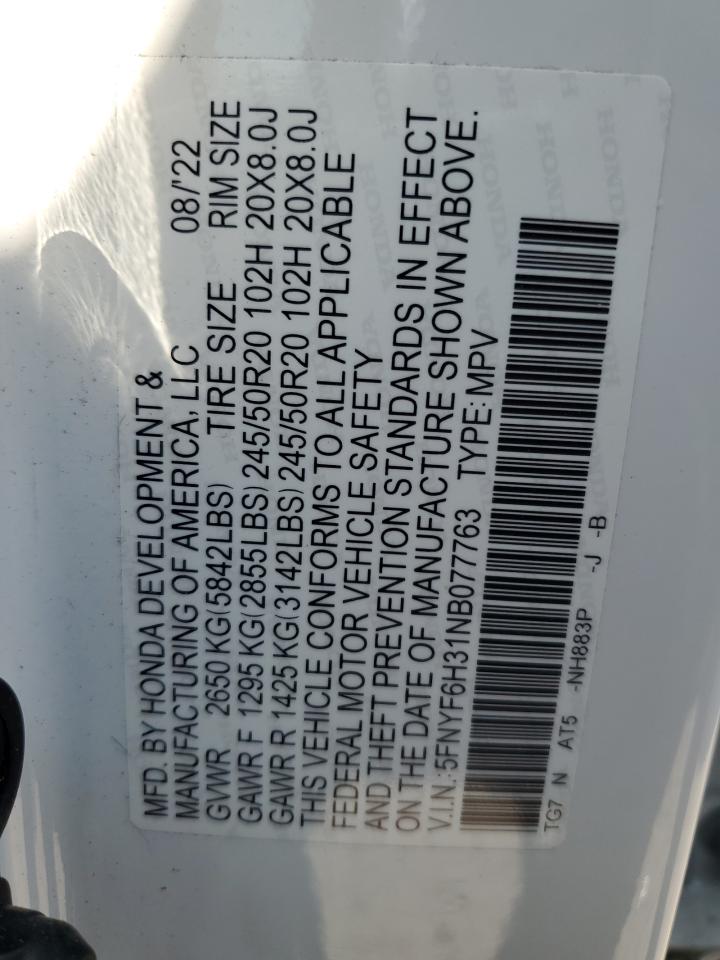 MFD. BY HONDA DEVELOPMENT &
MANUFACTURING OF AMERICA, LLC 08/'22
GVWR 2650 KG(5842LBS) TIRE SIZE RIM SIZE
GAWR F 1295 KG(2855LBS) 245/50R20 102H 20X8.0J
GAWR R 1425 KG(3142LBS) 245/50R20 102H 20X8.0J
THIS VEHICLE CONFORMS TO ALL APPLICABLE
FEDERAL MOTOR VEHICLE SAFETY
AND THEFT PREVENTION STANDARDS IN EFFECT
ON THE DATE OF MANUFACTURE SHOWN ABOVE.
V.I.N.: 5FNYF6H31NB077763 TYPE: MPV
TG7 N AT5 -NH883P -J -B